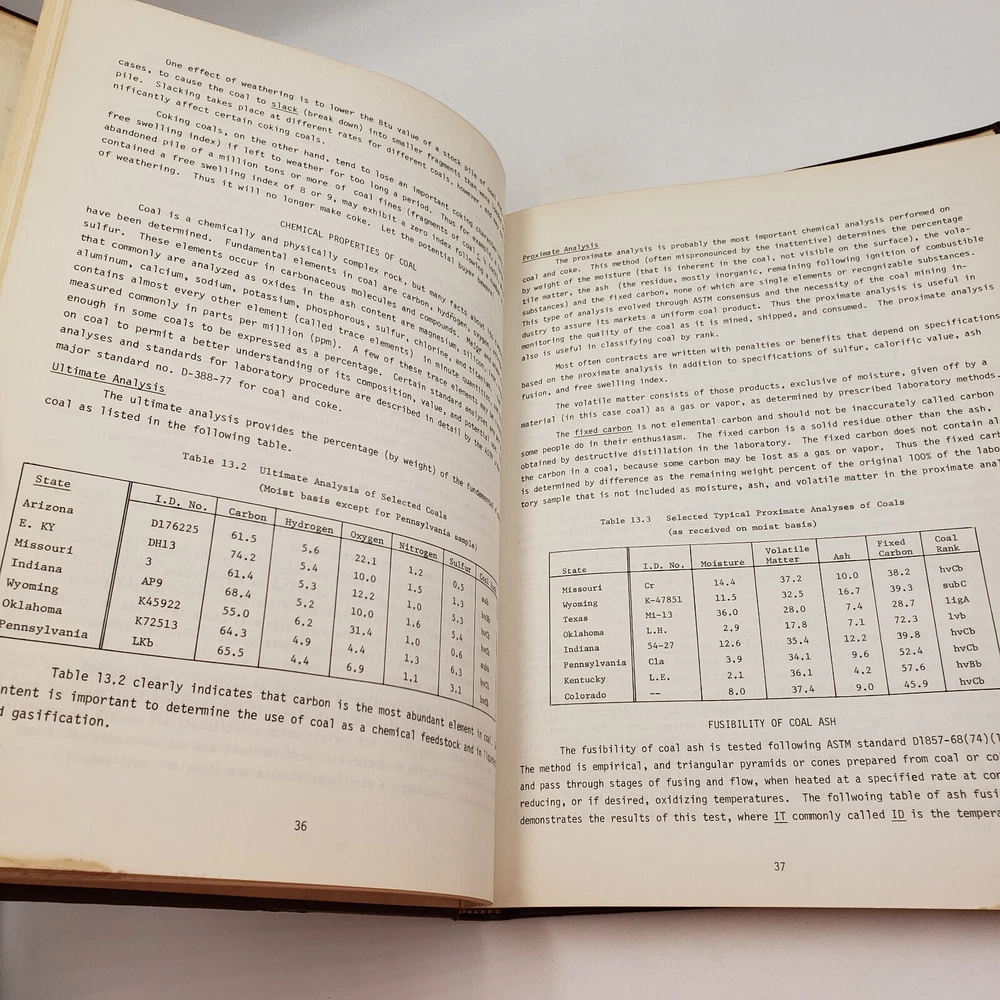 One effect of weathering is to lower the Btu value of a stock pile of coal
cases, to cause the coal to slack (break down) into smaller fragments than were
pile. Slacking takes place at different rates for different coals, however, and
nificantly affect certain coking coals.
Coking coals, on the other hand, tend to lose an important coking
free swelling index) if left to weather for too long a period. Thus for example
abandoned pile of a million tons or more of coal fines (fragments of coal
contained a free swelling index of 8 or 9, may exhibit a zero index following
of weathering. Thus it will no longer make coke. Let the potential buyer beware
CHEMICAL PROPERTIES OF COAL
Coal is a chemically and physically complex rock, but many facts about
have been determined. Fundamental elements in coal are carbon, hydrogen, oxygen,
sulfur. These elements occur in carbonaceous molecules and compounds. Major
that commonly are analyzed as oxides in the ash content are magnesium, silicon,
aluminum, calcium, sodium, potassium, phosphorous, sulfur, chlorine, and titanium.
contains almost every other element (called trace elements) in minute quantities
measured commonly in parts per million (ppm). A few of these trace elements may be
enough in some coals to be expressed as a percentage. Certain standard analyses are
on coal to permit a better understanding of its composition, value, and potential
analyses and standards for laboratory procedure are described in detail by the
major standard no. D-388-77 for coal and coke.
Ultimate Analysis
The ultimate analysis provides the percentage (by weight) of the fundamental
coal as listed in the following table.
Table 13.2 Ultimate Analysis of Selected Coals
(Moist basis except for Pennsylvania sample)
State I.D. No. Carbon Hydrogen Oxygen Nitrogen Sulfur Coal
Arizona D176225 61.5 5.6 22.1 1.2 0.5 sub
E. KY DH13 74.2 5.4 10.0 1.5 1.3
Missouri 3 61.4 5.3 12.2 1.0 5.3
Indiana AP9 68.4 5.2 10.0 1.6 5.4
Wyoming K45922 55.0 6.2 31.4 1.0 0.6
Oklahoma K72513 64.3 4.9 4.4 1.3 6.3
Pennsylvania LKb 65.5 4.4 6.9 1.1 3.1
Table 13.2 clearly indicates that carbon is the most abundant element in coal,
ntent is important to determine the use of coal as a chemical feedstock and in
d gasification.
36
Proximate Analysis
The proximate analysis is probably the most important chemical analysis performed on
coal and coke. This method (often mispronounced by the inattentive) determines the percentage
by weight of the moisture (that is inherent in the coal, not visible on the surface), the vola-
tile matter, the ash (the residue, mostly inorganic, remaining following ignition of combustible
substances) and the fixed carbon, none of which are single elements or recognizable substances.
This type of analysis evolved through ASTM consensus and the necessity of the coal mining in-
dustry to assure its markets a uniform coal product. Thus the proximate analysis is useful in
monitoring the quality of the coal as it is mined, shipped, and consumed. The proximate analysis
also is useful in classifying coal by rank.
Most often contracts are written with penalties or benefits that depend on specifications
based on the proximate analysis in addition to specifications of sulfur, calorific value, ash
fusion, and free swelling index.
The volatile matter consists of those products, exclusive of moisture, given off by a
material (in this case coal) as a gas or vapor, as determined by prescribed laboratory methods.
The fixed carbon is not elemental carbon and should not be inaccurately called carbon
some people do in their enthusiasm. The fixed carbon is a solid residue other than the ash,
obtained by destructive distillation in the laboratory. The fixed carbon does not contain al
the carbon in a coal, because some carbon may be lost as a gas or vapor. Thus the fixed carb
is determined by difference as the remaining weight percent of the original 100% of the labo
tory sample that is not included as moisture, ash, and volatile matter in the proximate anal
Table 13.3 Selected Typical Proximate Analyses of Coals
(as received on moist basis)
State I.D. No. Moisture Volatile Matter Ash Fixed Carbon Coal Rank
Missouri Cr 14.4 37.2 10.0 38.2 hvCb
Wyoming K-47851 11.5 32.5 16.7 39.3 subC
Texas Mi-13 36.0 28.0 7.4 28.7 ligA
Oklahoma L.H. 2.9 17.8 7.1 72.3 lvb
Indiana 54-27 12.6 35.4 12.2 39.8 hvCb
Pennsylvania Cla 3.9 34.1 9.6 52.4 hvCb
Kentucky L.E. 2.1 36.1 4.2 57.6 hvBb
Colorado -- 8.0 37.4 9.0 45.9 hvCb
FUSIBILITY OF COAL ASH
The fusibility of coal ash is tested following ASTM standard D1857-68(74)(1
The method is empirical, and triangular pyramids or cones prepared from coal or co
and pass through stages of fusing and flow, when heated at a specified rate at con
reducing, or if desired, oxidizing temperatures. The follwoing table of ash fusi
demonstrates the results of this test, where IT commonly called ID is the tempera
37